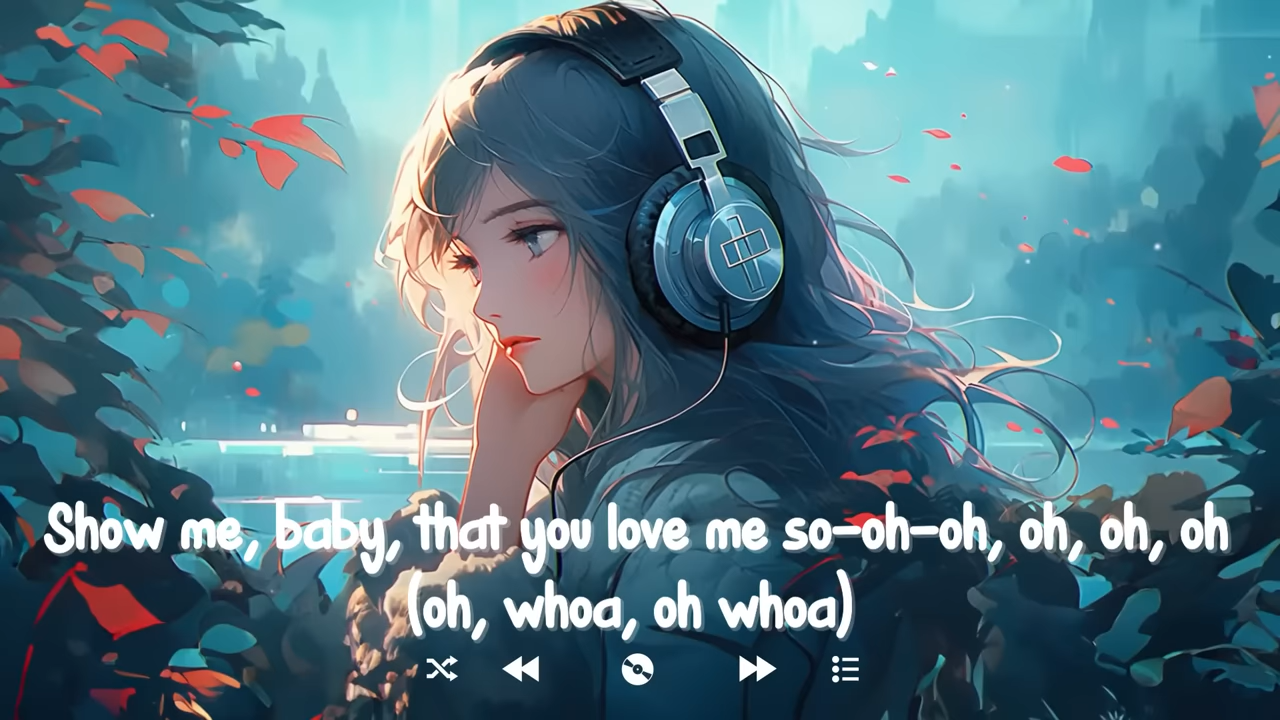 Show me, baby, that you love me so-oh-oh, oh, oh, oh
(oh, whoa, oh whoa)